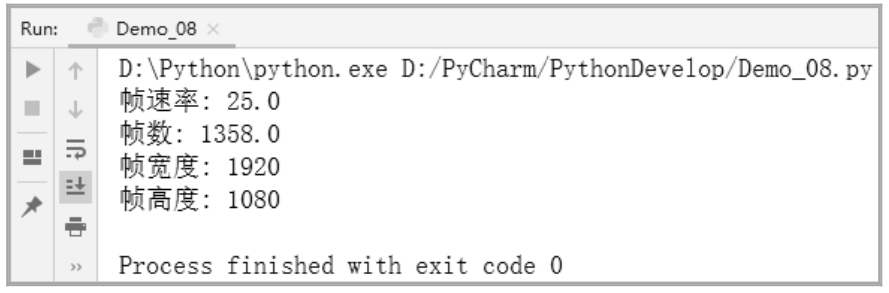 Run: Demo_08 ×
D:\Python\python.exe D:/PyCharm/PythonDevelop/Demo_08.py
帧速率: 25.0
帧数: 1358.0
帧宽度: 1920
帧高度: 1080
Process finished with exit code 0